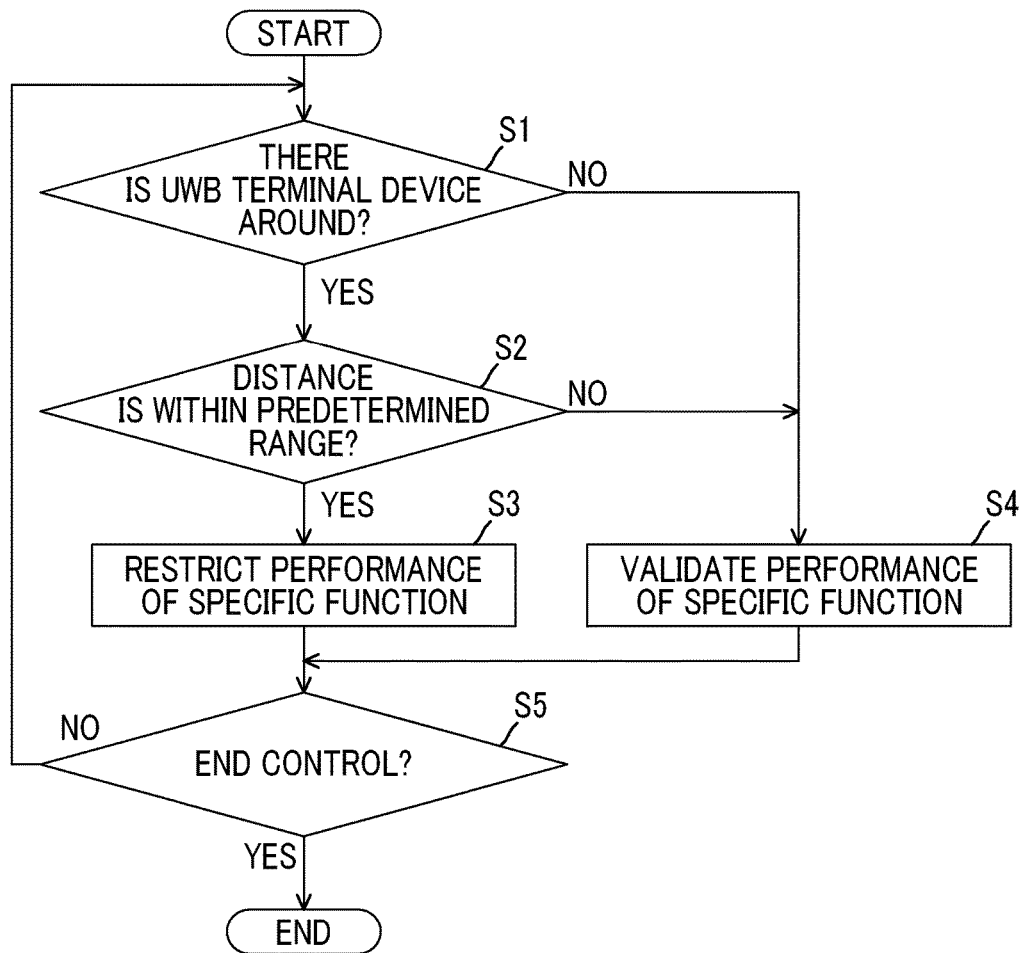 START
S1
THERE
IS UWB TERMINAL DEVICE
AROUND?
NO
YES
S2
DISTANCE
IS WITHIN PREDETERMINED
RANGE?
NO
YES
S3
RESTRICT PERFORMANCE
OF SPECIFIC FUNCTION
S4
VALIDATE PERFORMANCE
OF SPECIFIC FUNCTION
S5
NO
END CONTROL?
YES
END